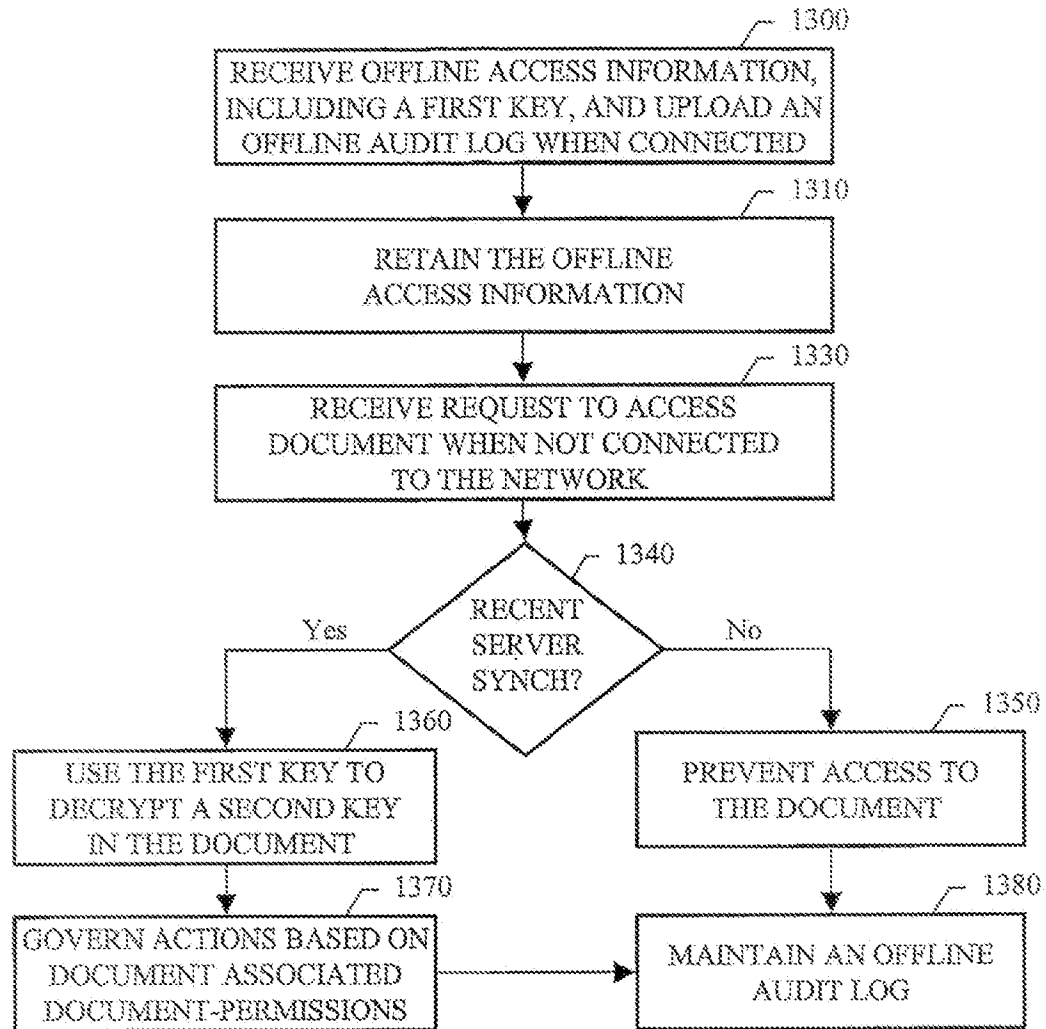 1300
RECEIVE OFFLINE ACCESS INFORMATION,
INCLUDING A FIRST KEY, AND UPLOAD AN
OFFLINE AUDIT LOG WHEN CONNECTED
1310
RETAIN THE OFFLINE
ACCESS INFORMATION
1330
RECEIVE REQUEST TO ACCESS
DOCUMENT WHEN NOT CONNECTED
TO THE NETWORK
1340
RECENT
SERVER
SYNCH?
Yes
No
1360
USE THE FIRST KEY TO
DECRYPT A SECOND KEY
IN THE DOCUMENT
1350
PREVENT ACCESS TO
THE DOCUMENT
1370
GOVERN ACTIONS BASED ON
DOCUMENT ASSOCIATED
DOCUMENT-PERMISSIONS
1380
MAINTAIN AN OFFLINE
AUDIT LOG